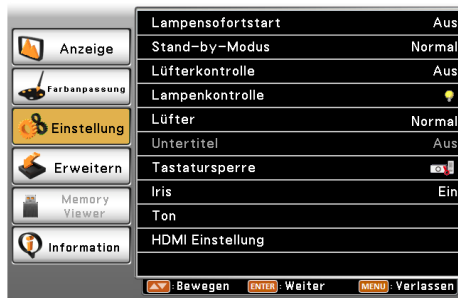 Anzeige
Farbanpassung
Einstellung
Erweitern
Memory
Viewer
Information
Lampensofortstart Aus
Stand-by-Modus Normal
Lüfterkontrolle Aus
Lampenkontrolle
Lüfter Normal
Untertitel Aus
Tastatursperre
Iris Ein
Ton
HDMI Einstellung
:Bewegen ENTER :Weiter MENU :Verlassen